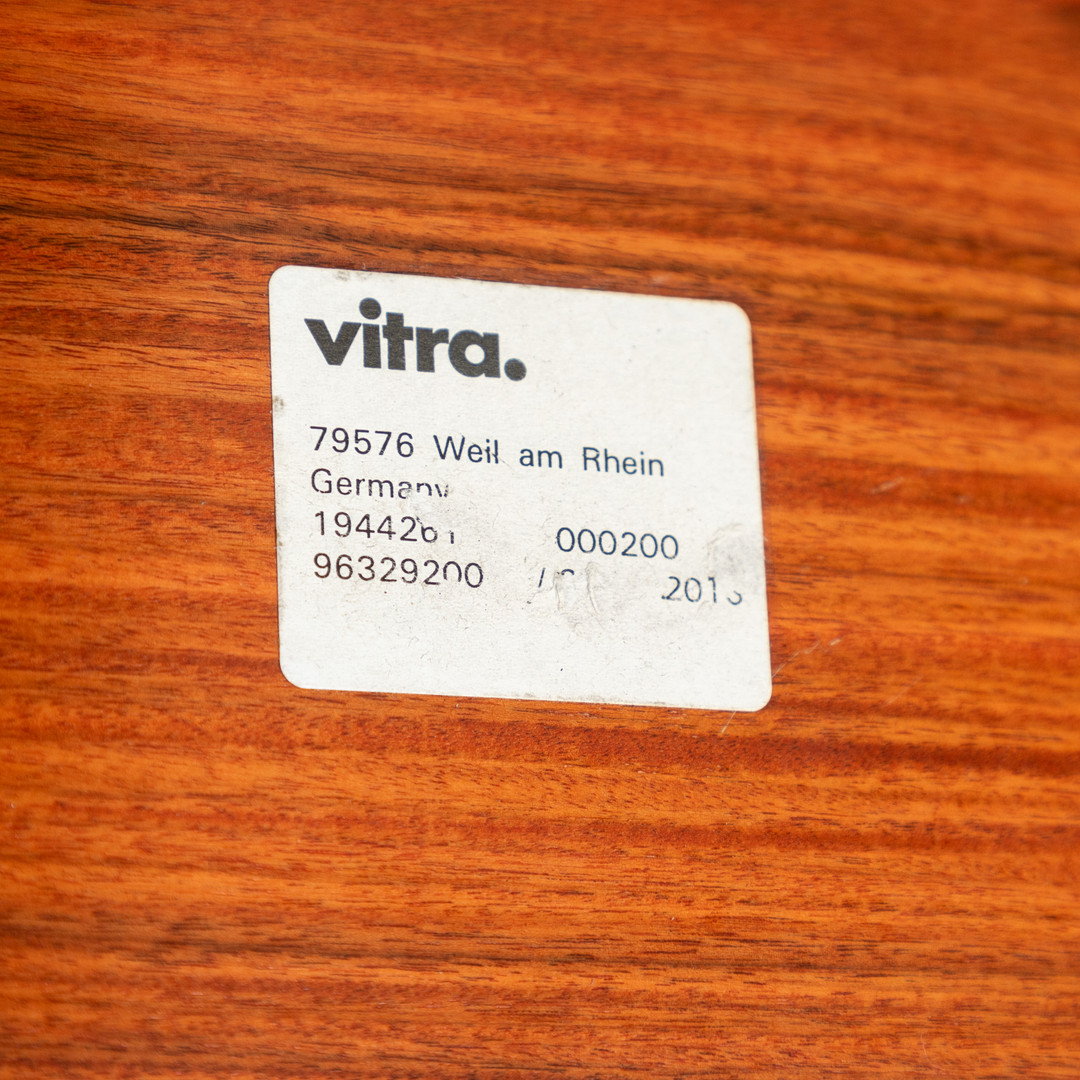 vitra.
79576 Weil am Rhein
Germany
000200
96329200